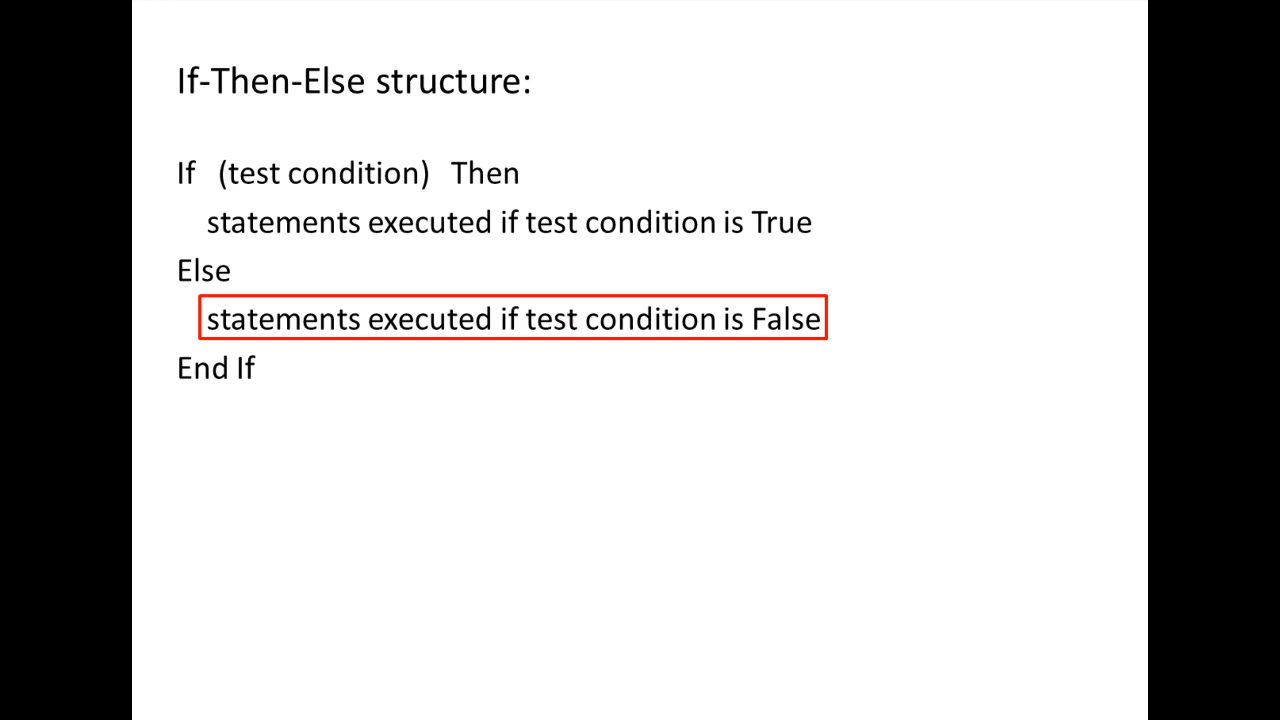 If-Then-Else structure:
If (test condition) Then
statements executed if test condition is True
Else
statements executed if test condition is False
End If